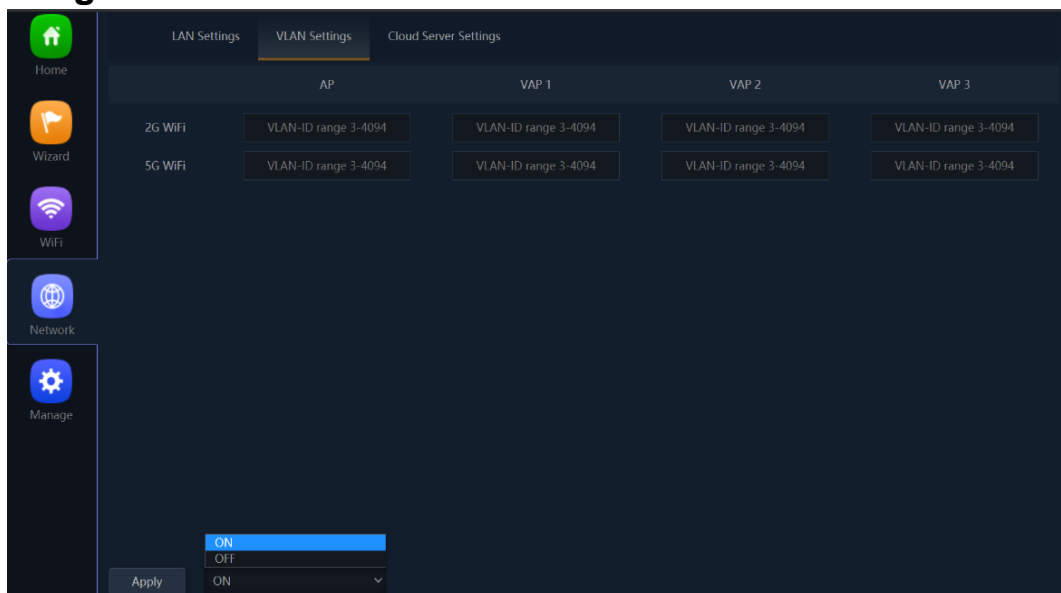 Home
Wizard
WiFi
Network
Manage
LAN Settings VLAN Settings Cloud Server Settings
AP VAP 1 VAP 2 VAP 3
2G WiFi VLAN-ID range 3-4094 VLAN-ID range 3-4094 VLAN-ID range 3-4094 VLAN-ID range 3-4094
5G WiFi VLAN-ID range 3-4094 VLAN-ID range 3-4094 VLAN-ID range 3-4094 VLAN-ID range 3-4094
ON
OFF
Apply ON